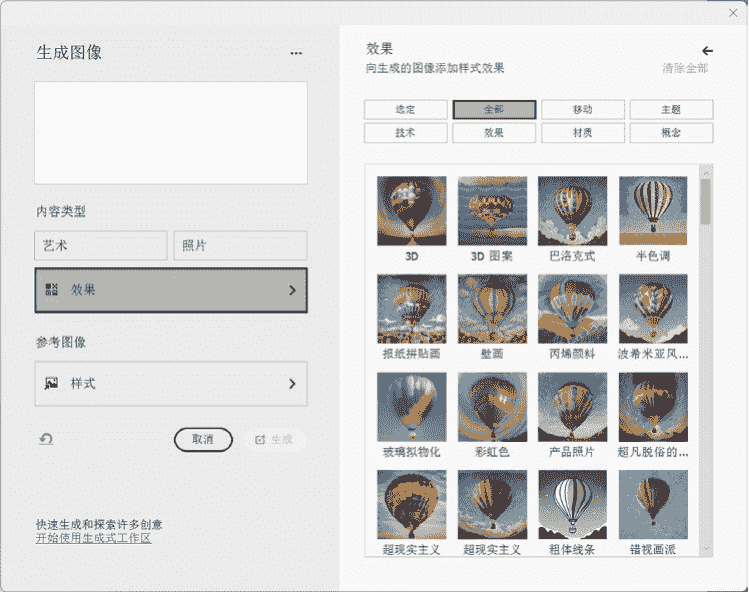 生成图像
内容类型
艺术
照片
效果
参考图像
样式
取消
生成
快速生成和探索许多创意
开始使用生成式工作区
效果
向生成的图像添加样式效果
清除全部
选定 全部 移动 主题
技术 效果 材质 概念
3D 3D 图案 巴洛克式 半色调
报纸拼贴画 壁画 丙烯颜料 波希米亚风...
玻璃拟物化 彩虹色 产品照片 超凡脱俗的...
超现实主义 超现实主义 粗体线条 错视画派